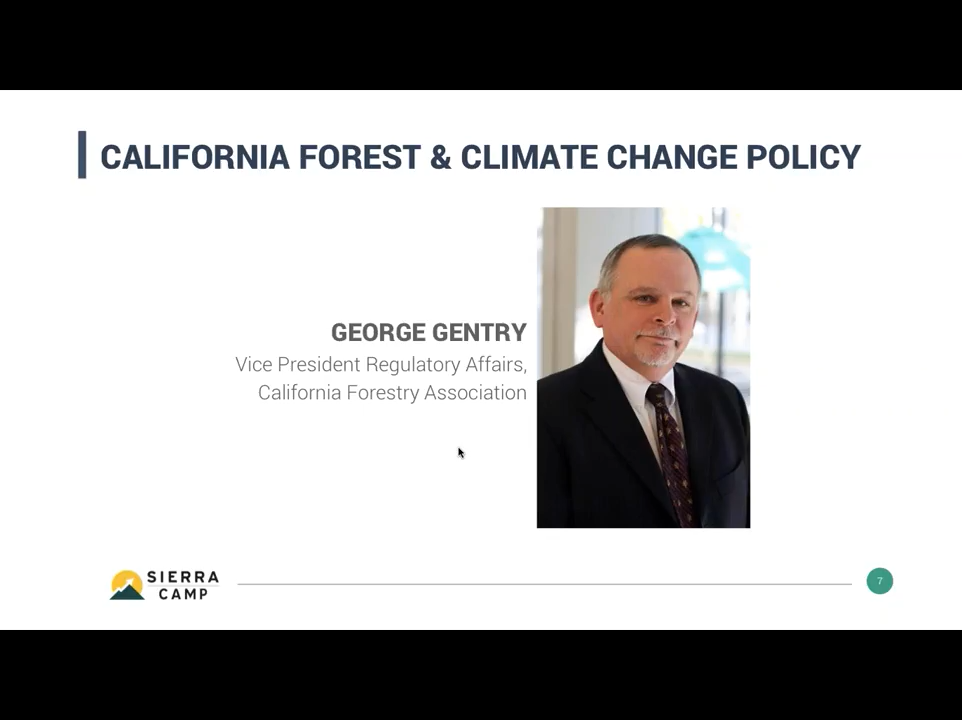 CALIFORNIA FOREST & CLIMATE CHANGE POLICY
GEORGE GENTRY
Vice President Regulatory Affairs,
California Forestry Association
SIERRA
CAMP
7